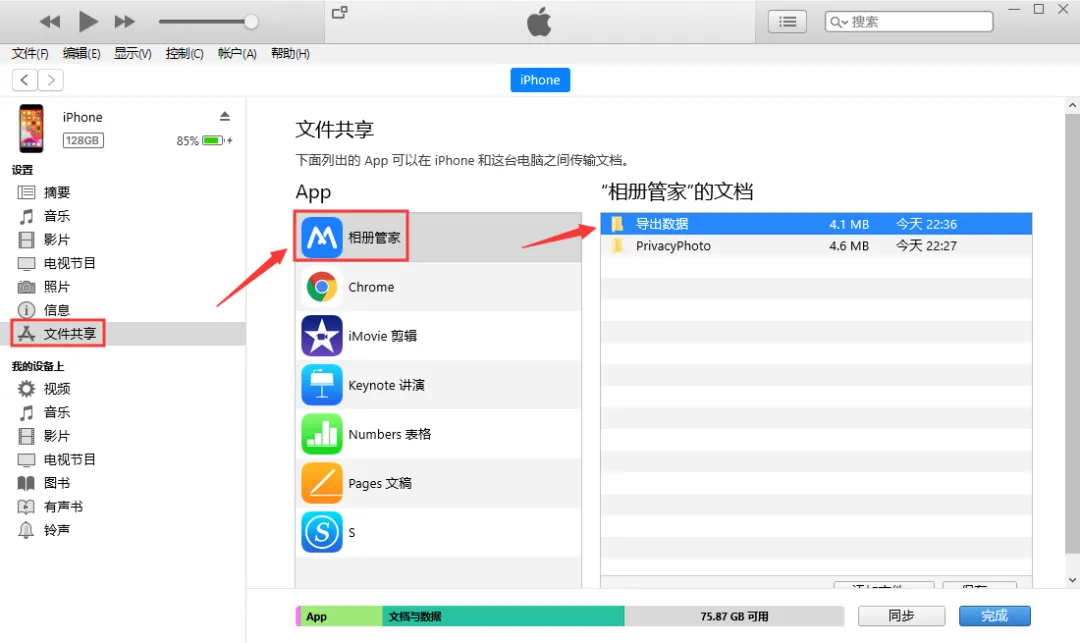 搜索
文件(F) 编辑(E) 显示(V) 控制(C) 帐户(A) 帮助(H)
iPhone
iPhone
128GB
85%
设置
摘要
音乐
影片
电视节目
照片
信息
文件共享
我的设备上
视频
音乐
影片
电视节目
图书
有声书
铃声
文件共享
下面列出的 App 可以在 iPhone 和这台电脑之间传输文档。
App
相册管家
Chrome
iMovie 剪辑
Keynote 讲演
Numbers 表格
Pages 文稿
S
“相册管家”的文档
导出数据 4.1 MB 今天 22:36
PrivacyPhoto 4.6 MB 今天 22:27
App 文档与数据 75.87 GB 可用 同步 完成